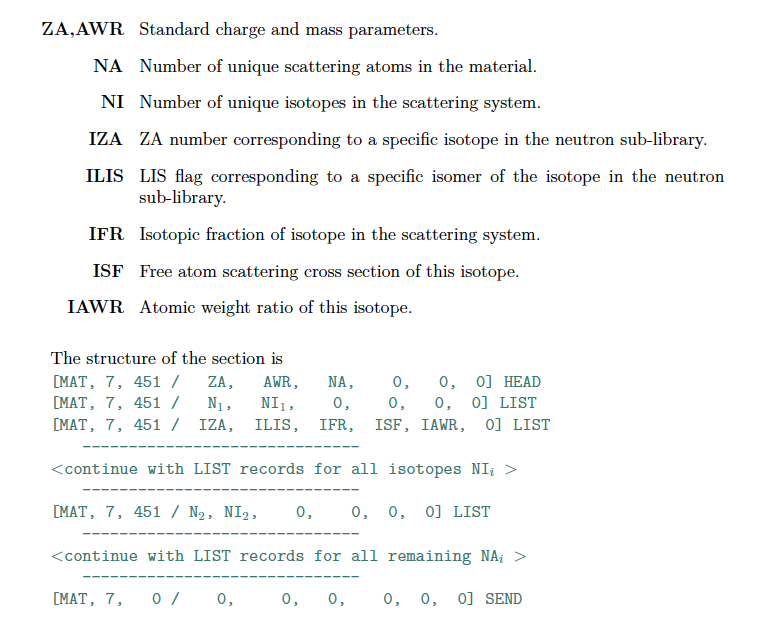 ZA,AWR Standard charge and mass parameters.
NA Number of unique scattering atoms in the material.
NI Number of unique isotopes in the scattering system.
IZA ZA number corresponding to a specific isotope in the neutron sub-library.
ILIS LIS flag corresponding to a specific isomer of the isotope in the neutron
sub-library.
IFR Isotopic fraction of isotope in the scattering system.
ISF Free atom scattering cross section of this isotope.
IAWR Atomic weight ratio of this isotope.
The structure of the section is
[MAT, 7, 451 / ZA, AWR, NA, 0, 0, 0] HEAD
[MAT, 7, 451 / N₁, NI₁, 0, 0, 0, 0] LIST
[MAT, 7, 451 / IZA, ILIS, IFR, ISF, IAWR, 0] LIST
------------------------------
<continue with LIST records for all isotopes NIᵢ >
------------------------------
[MAT, 7, 451 / N₂, NI₂, 0, 0, 0, 0] LIST
------------------------------
<continue with LIST records for all remaining NAᵢ >
------------------------------
[MAT, 7, 0 / 0, 0, 0, 0, 0, 0] SEND